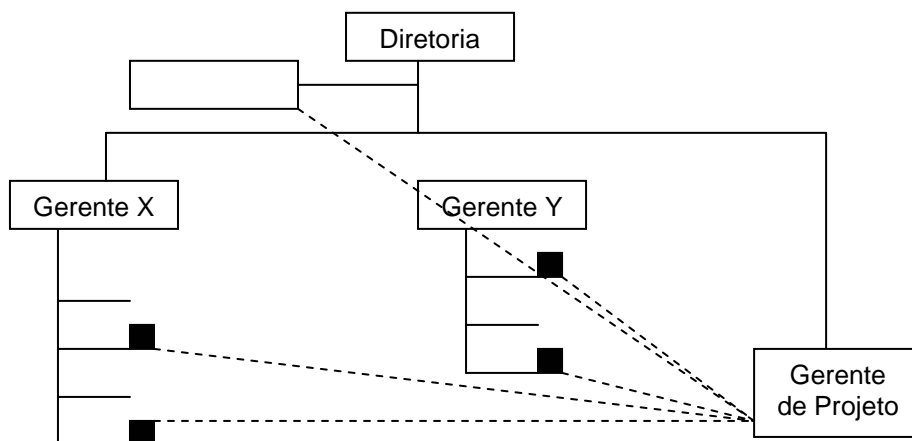 Diretoria
Gerente X
Gerente Y
Gerente
de Projeto